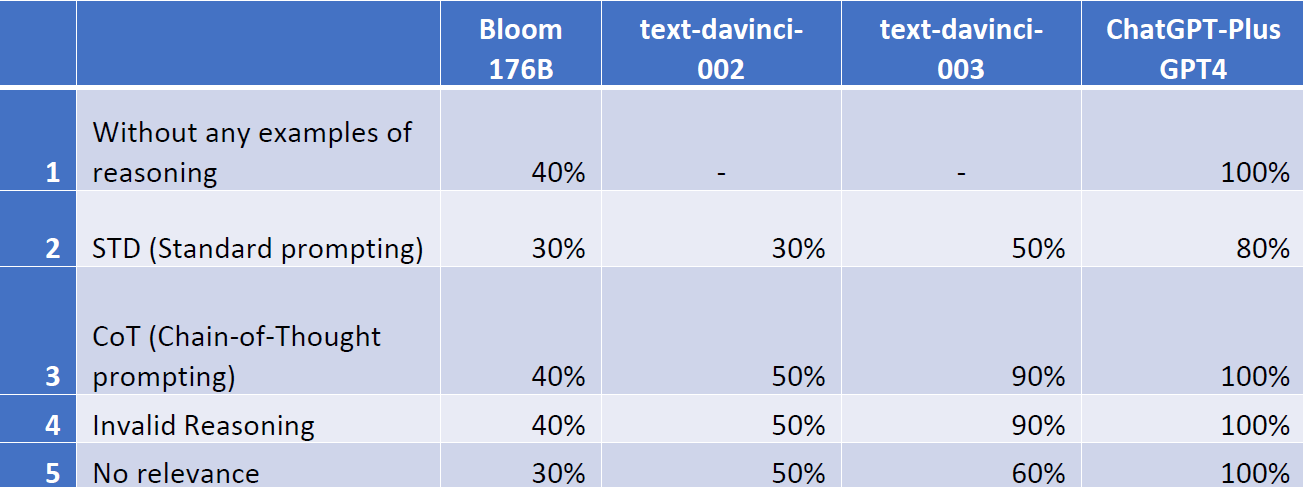 Bloom 176B text-davinci-002 text-davinci-003 ChatGPT-Plus GPT4
1 Without any examples of reasoning 40% - - 100%
2 STD (Standard prompting) 30% 30% 50% 80%
3 CoT (Chain-of-Thought prompting) 40% 50% 90% 100%
4 Invalid Reasoning 40% 50% 90% 100%
5 No relevance 30% 50% 60% 100%